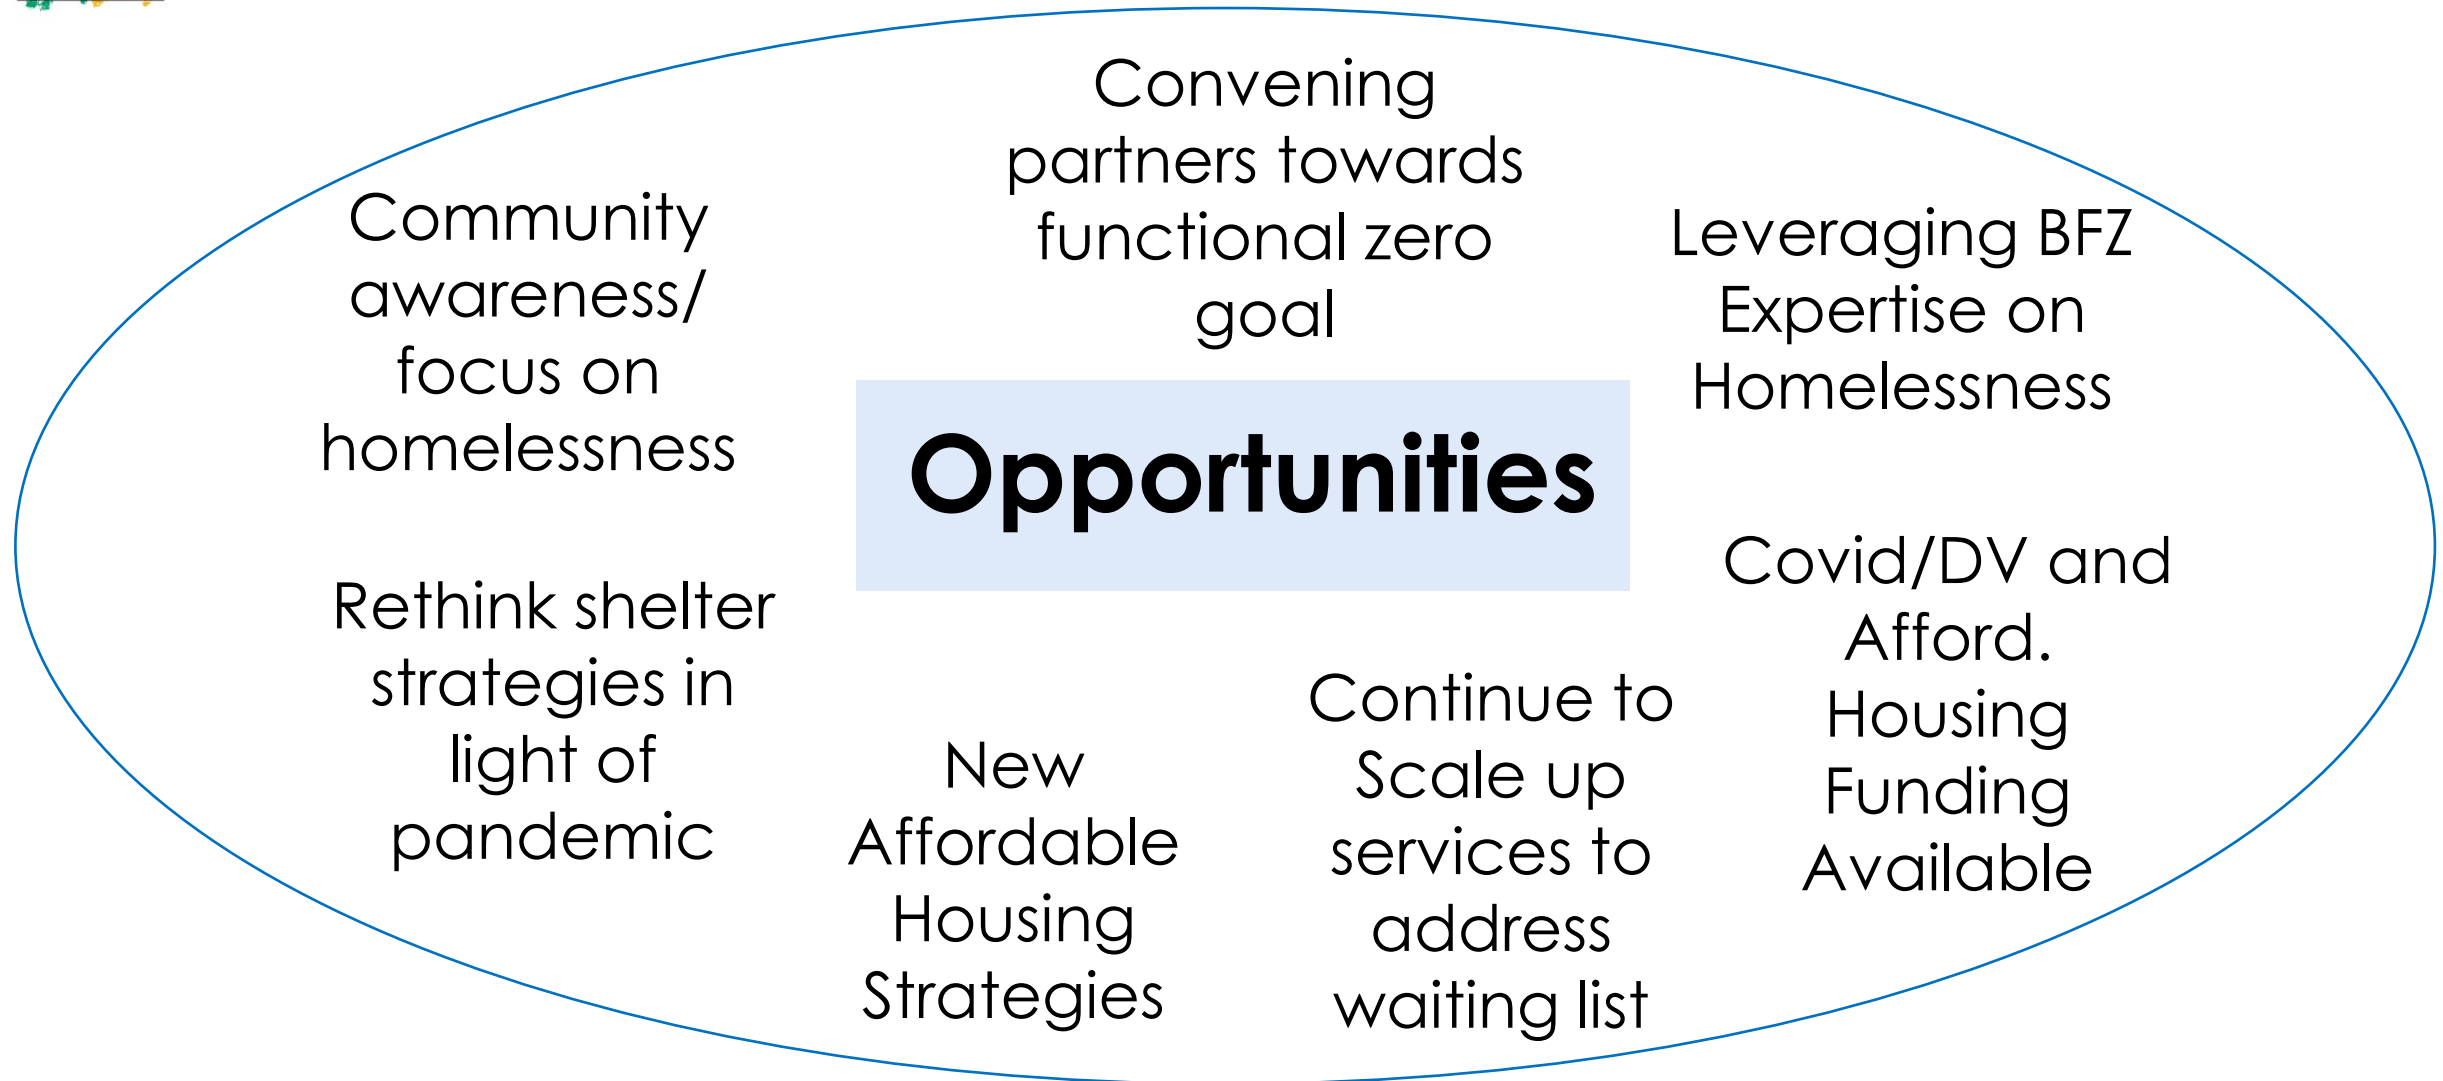 Convening
partners towards
functional zero
goal
Community
awareness/
focus on
homelessness
Leveraging BFZ
Expertise on
Homelessness
Opportunities
Rethink shelter
strategies in
light of
pandemic
New
Affordable
Housing
Strategies
Continue to
Scale up
services to
address
waiting list
Covid/DV and
Afford.
Housing
Funding
Available